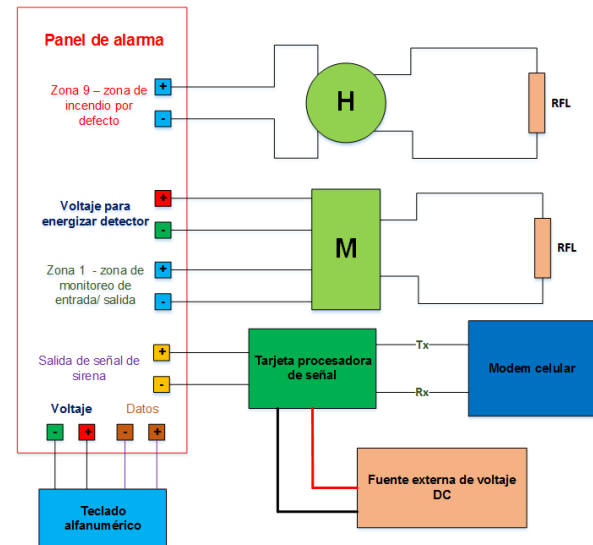 Panel de alarma
Zona 9 – zona de
incendio por
defecto
+
-
H
RFL
Voltaje para
energizar detector
+
-
M
RFL
Zona 1 - zona de
monitoreo de
entrada/ salida
+
-
Salida de señal de
sirena
+
-
Tarjeta procesadora
de señal
Tx
Rx
Modem celular
Voltaje
Datos
- + - +
Fuente externa de voltaje
DC
Teclado
alfanumérico